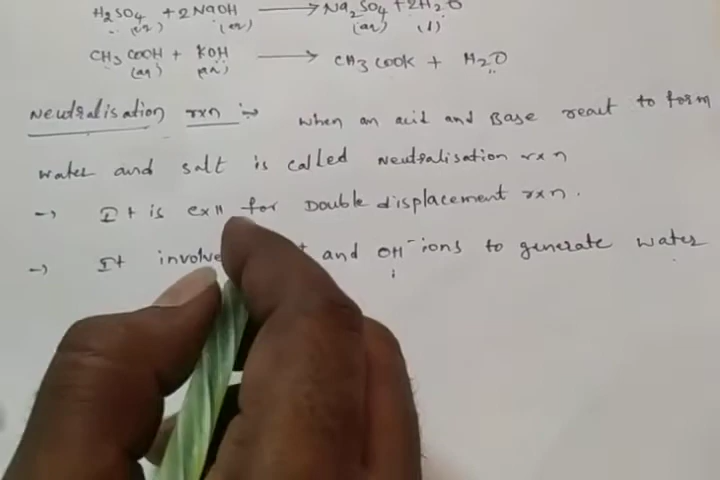 H2SO4 + 2NaOH → Na2SO4 + 2H2O
(aq) (aq) (aq) (l)
CH3COOH + KOH → CH3COOK + H2O
(aq) (aq)
Neutralisation rxn :→ when an acid and Base react to form
water and salt is called neutralisation rxn
→ It is ex11 for Double displacement rxn.
→ It involve and OH⁻ ions to generate water